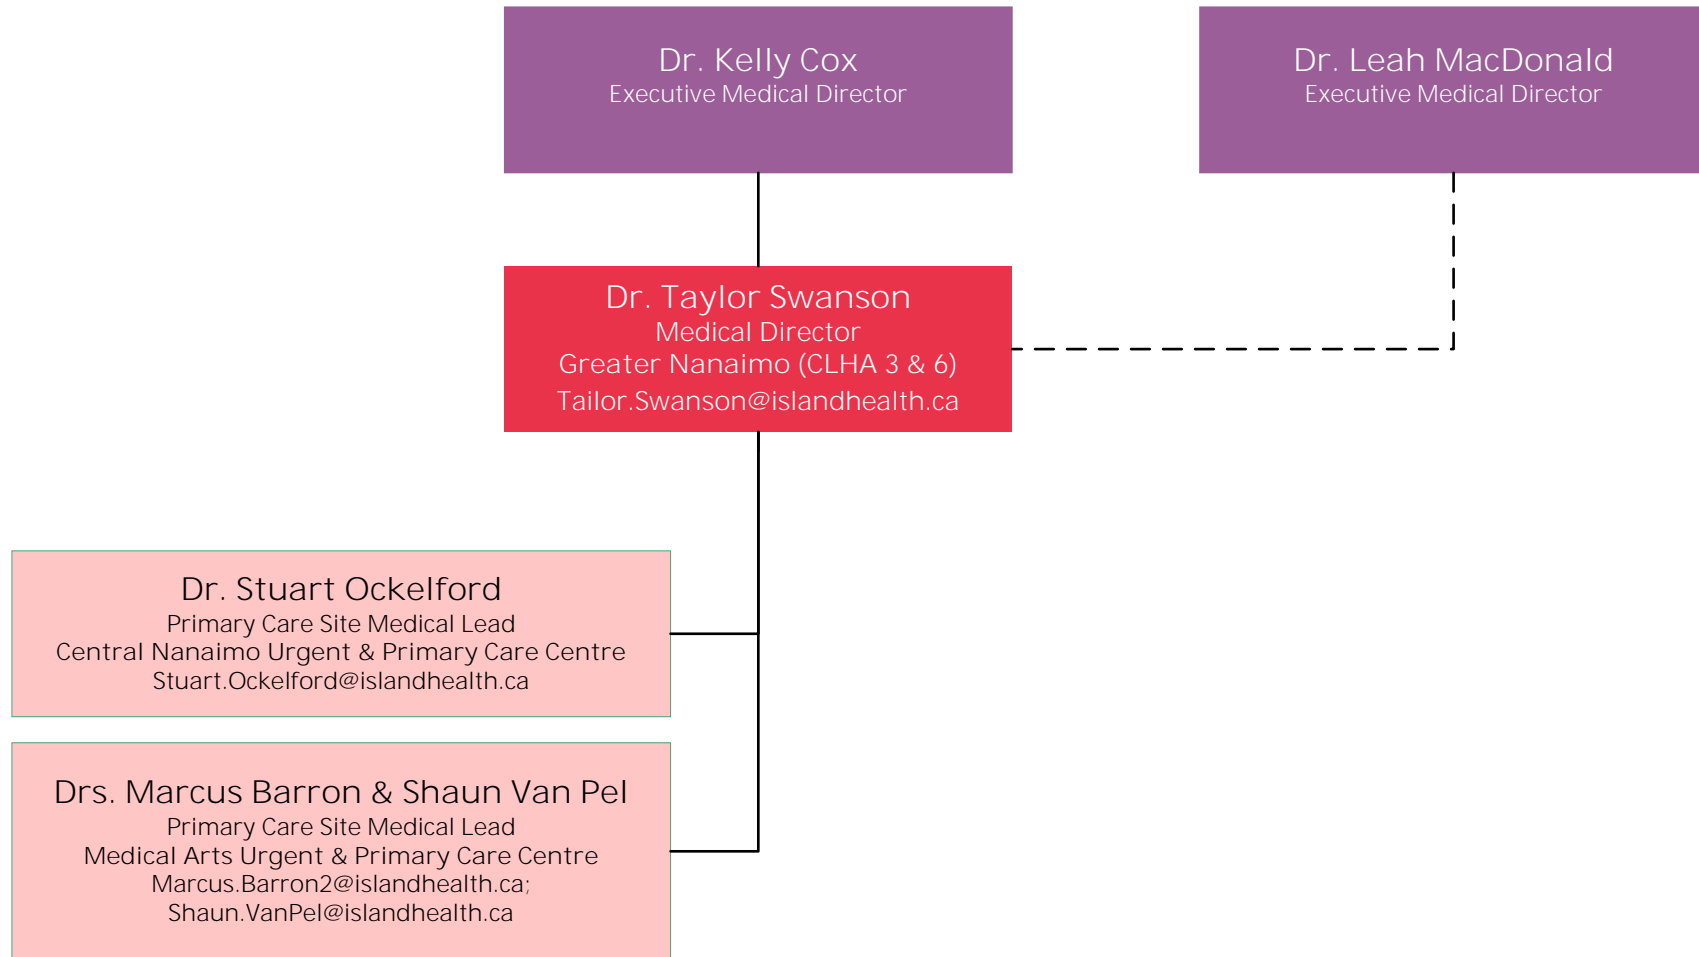 Dr. Kelly Cox
Executive Medical Director
Dr. Leah MacDonald
Executive Medical Director
Dr. Taylor Swanson
Medical Director
Greater Nanaimo (CLHA 3 & 6)
Tailor.Swanson@islandhealth.ca
Dr. Stuart Ockelford
Primary Care Site Medical Lead
Central Nanaimo Urgent & Primary Care Centre
Stuart.Ockelford@islandhealth.ca
Drs. Marcus Barron & Shaun Van Pel
Primary Care Site Medical Lead
Medical Arts Urgent & Primary Care Centre
Marcus.Barron2@islandhealth.ca;
Shaun.VanPel@islandhealth.ca